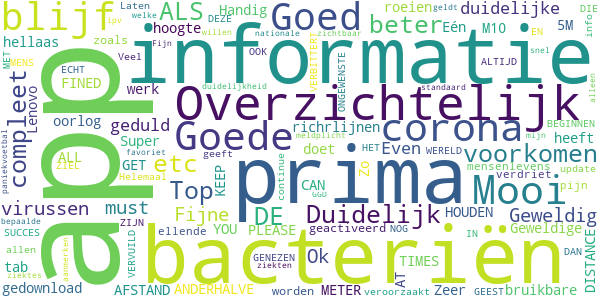 app
informatie
prima
bacteriën
Overzichtelijk
corona
Goede
Goed
Mooi
blijf
Duidelijk
voorkomen
compleet
beter
Top
etc
DE
ALS
Fijne
virussen
must
duidelijke
Geweldig
Handig
roeien
Eén
5M
M10
hoogte
geduld
werk
richrlijnen
Even
doet
heeft
Super
GET
ALL
FINED
Lenovo
oorlog
hellaas
zoals
Veel
ECHT
MET
MENS
ZIEL
welke
Laten
ipv
DEZE
Fijn
OOK
willen
nationale
zichtbaar
geldt
DIE
EN
info
snel
ALTIJD
standaard
alleen
BEGINNEN
update
mijn
HET
WERELD
meldplicht
mensenlevens
verdriet
pijn
Zo
VERBITTERT
ONGEWENSTE
duidelijkheid
geeft
KEEP
CAN
continue
GGD
YOU
PLEASE
geactiveerd
NOG
HOUDEN
IN
DAN
Geweldige
DISTANCE
TIMES
AT
Ok
Zeer
bruikbare
GEEST
veroorzaakt
METER
worden
GENEZEN
ziekten
ellende
ANDERHALVE
AFSTAND
ZIJN
VERVUILD
Helemaal
favoriet
paniekvoetbal
bepaalde
SUCCES
allen
aanmerken
ziektes
tab
gedownload